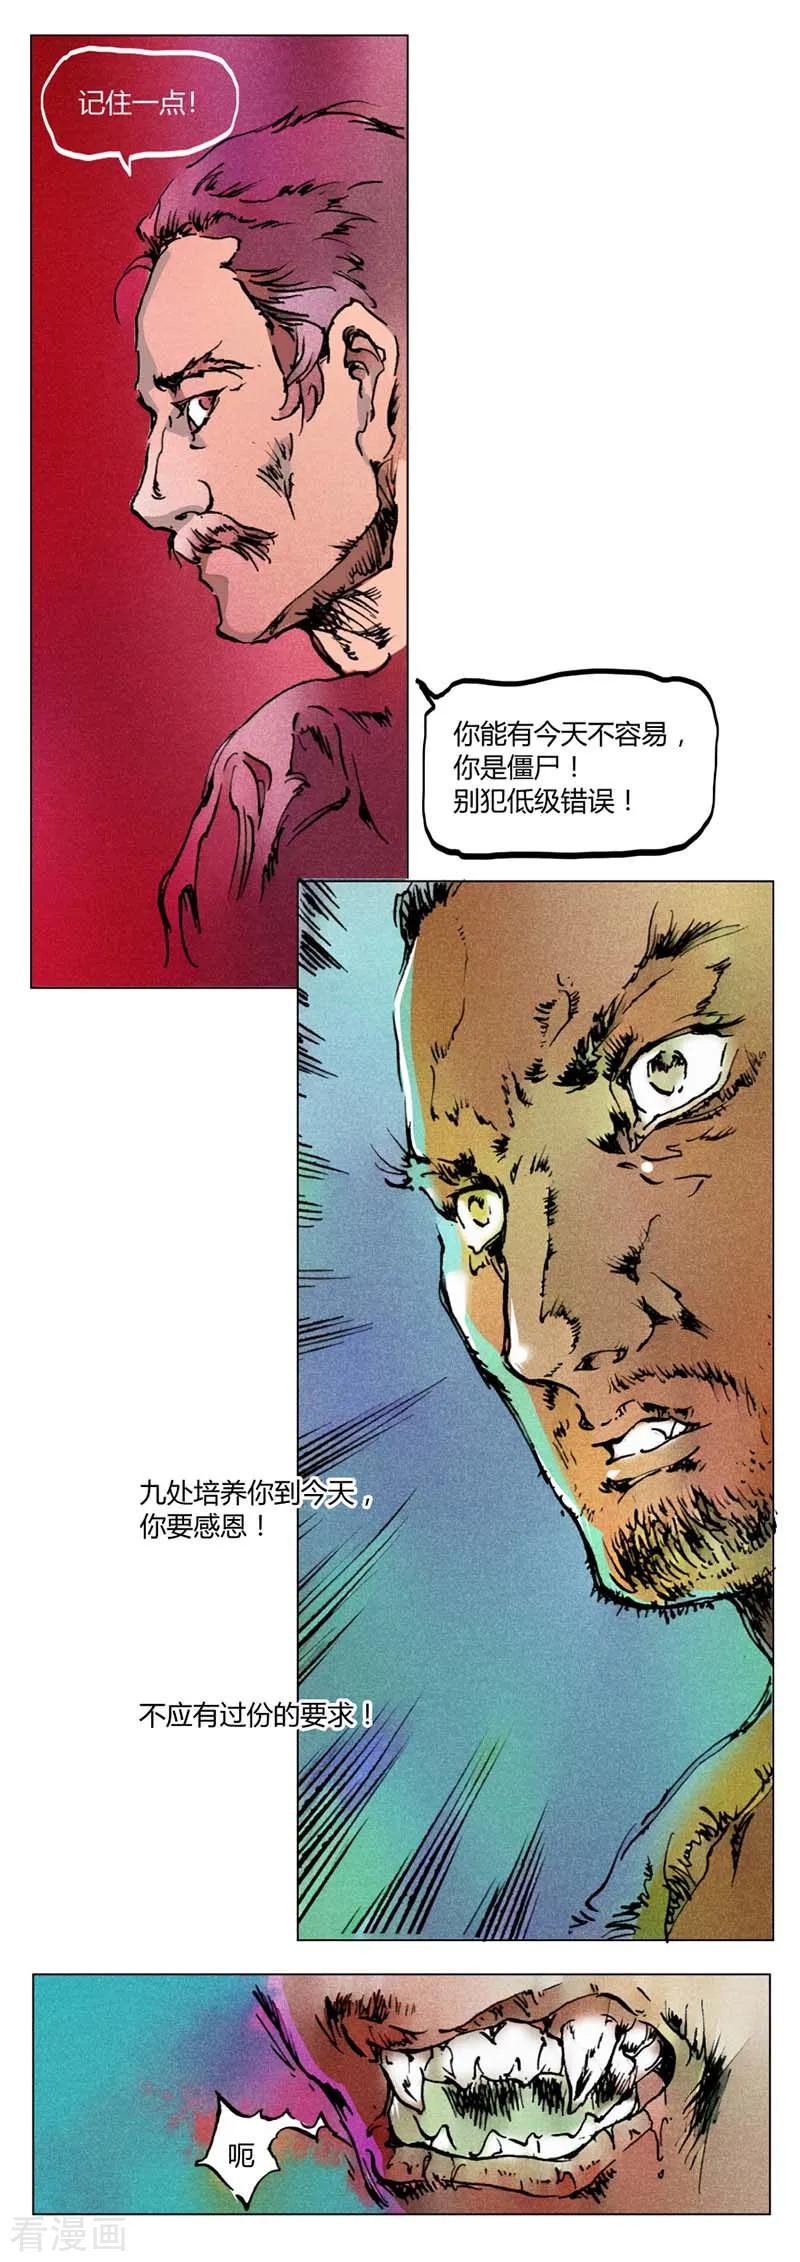 记住一点！
你能有今天不容易，
你是僵尸！
别犯低级错误！
九处培养你到今天，
你要感恩！
不应有过份的要求！
呃
看漫画